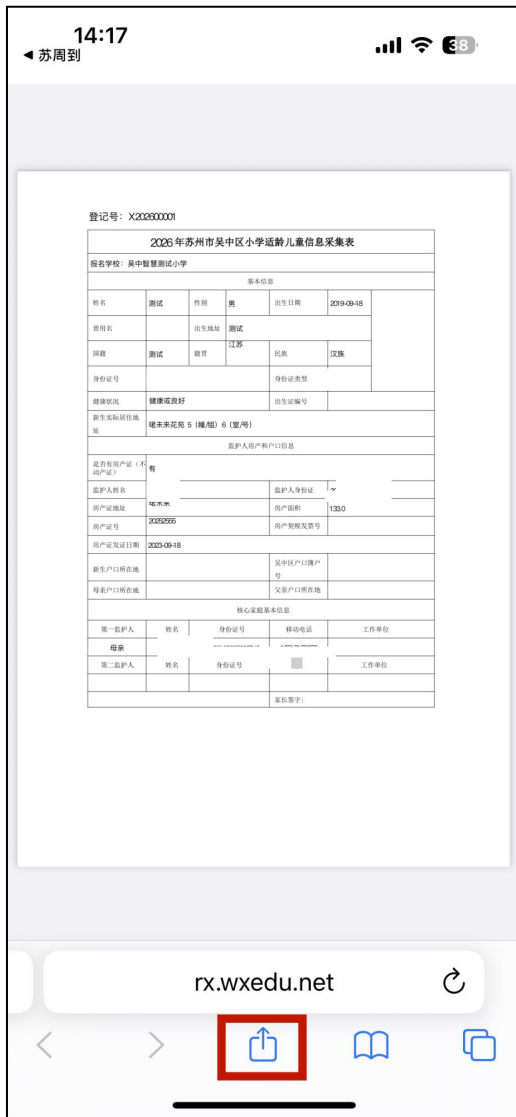 14:17
◀ 苏周到
38
登记号：X202600001
2026 年苏州市吴中区小学适龄儿童信息采集表
报名学校：吴中智慧测试小学
基本信息
姓名 测试 性别 男 出生日期 2019-09-18
曾用名 出生地址 测试
国籍 测试 籍贯 江苏 民族 汉族
身份证号 身份证类型
健康状况 健康或良好 出生证编号
新生实际居住地址 珺未来花苑 5（幢/组）6（室/号）
监护人房产和户口信息
是否有房产证（不动产证） 有
监护人姓名 监护人身份证
房产证地址 珺未来 房产面积 133.0
房产证号 20252555 房产契税发票号
房产证发证日期 2023-09-18
新生户口所在地 吴中区户口簿户号
母亲户口所在地 父亲户口所在地
核心家庭基本信息
第一监护人 姓名 身份证号 移动电话 工作单位
母亲
第二监护人 姓名 身份证号 工作单位
家长签字：
rx.wxedu.net